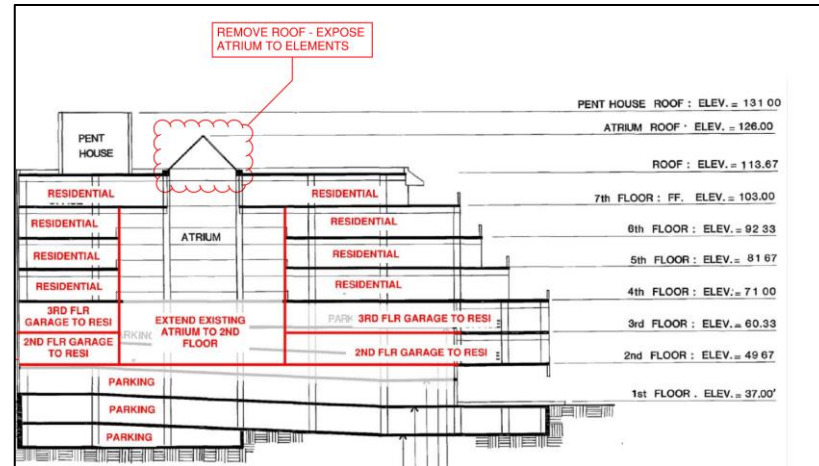 REMOVE ROOF - EXPOSE
ATRIUM TO ELEMENTS
PENT HOUSE ROOF : ELEV. = 131 00
ATRIUM ROOF · ELEV. = 126.00
PENT
HOUSE
ROOF : ELEV. = 113.67
RESIDENTIAL
RESIDENTIAL
7th FLOOR : FF. ELEV. = 103.00
RESIDENTIAL
RESIDENTIAL
ATRIUM
6th FLOOR : ELEV. = 92 33
RESIDENTIAL
RESIDENTIAL
5th FLOOR : ELEV. = 81 67
RESIDENTIAL
RESIDENTIAL
4th FLOOR : ELEV. = 71 00
3RD FLR
GARAGE TO RESI
EXTEND EXISTING
ATRIUM TO 2ND
FLOOR
3RD FLR GARAGE TO RESI
3rd FLOOR : ELEV. = 60.33
2ND FLR GARAGE
TO RESI
2ND FLR GARAGE TO RESI
2nd FLOOR : ELEV. = 49 67
PARKING
1st FLOOR . ELEV. = 37.00'
PARKING
PARKING